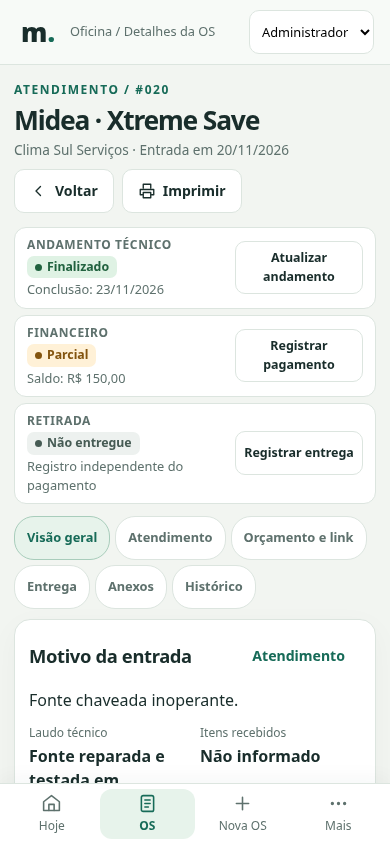 m.
Oficina / Detalhes da OS
Administrador
ATENDIMENTO / #020
Midea · Xtreme Save
Clima Sul Serviços · Entrada em 20/11/2026
Voltar
Imprimir
ANDAMENTO TÉCNICO
Finalizado
Conclusão: 23/11/2026
Atualizar
andamento
FINANCEIRO
Parcial
Saldo: R$ 150,00
Registrar
pagamento
RETIRADA
Não entregue
Registro independente do
pagamento
Registrar entrega
Visão geral
Atendimento
Orçamento e link
Entrega
Anexos
Histórico
Motivo da entrada
Atendimento
Fonte chaveada inoperante.
Laudo técnico
Fonte reparada e
testada em
Itens recebidos
Não informado
Hoje
OS
Nova OS
Mais